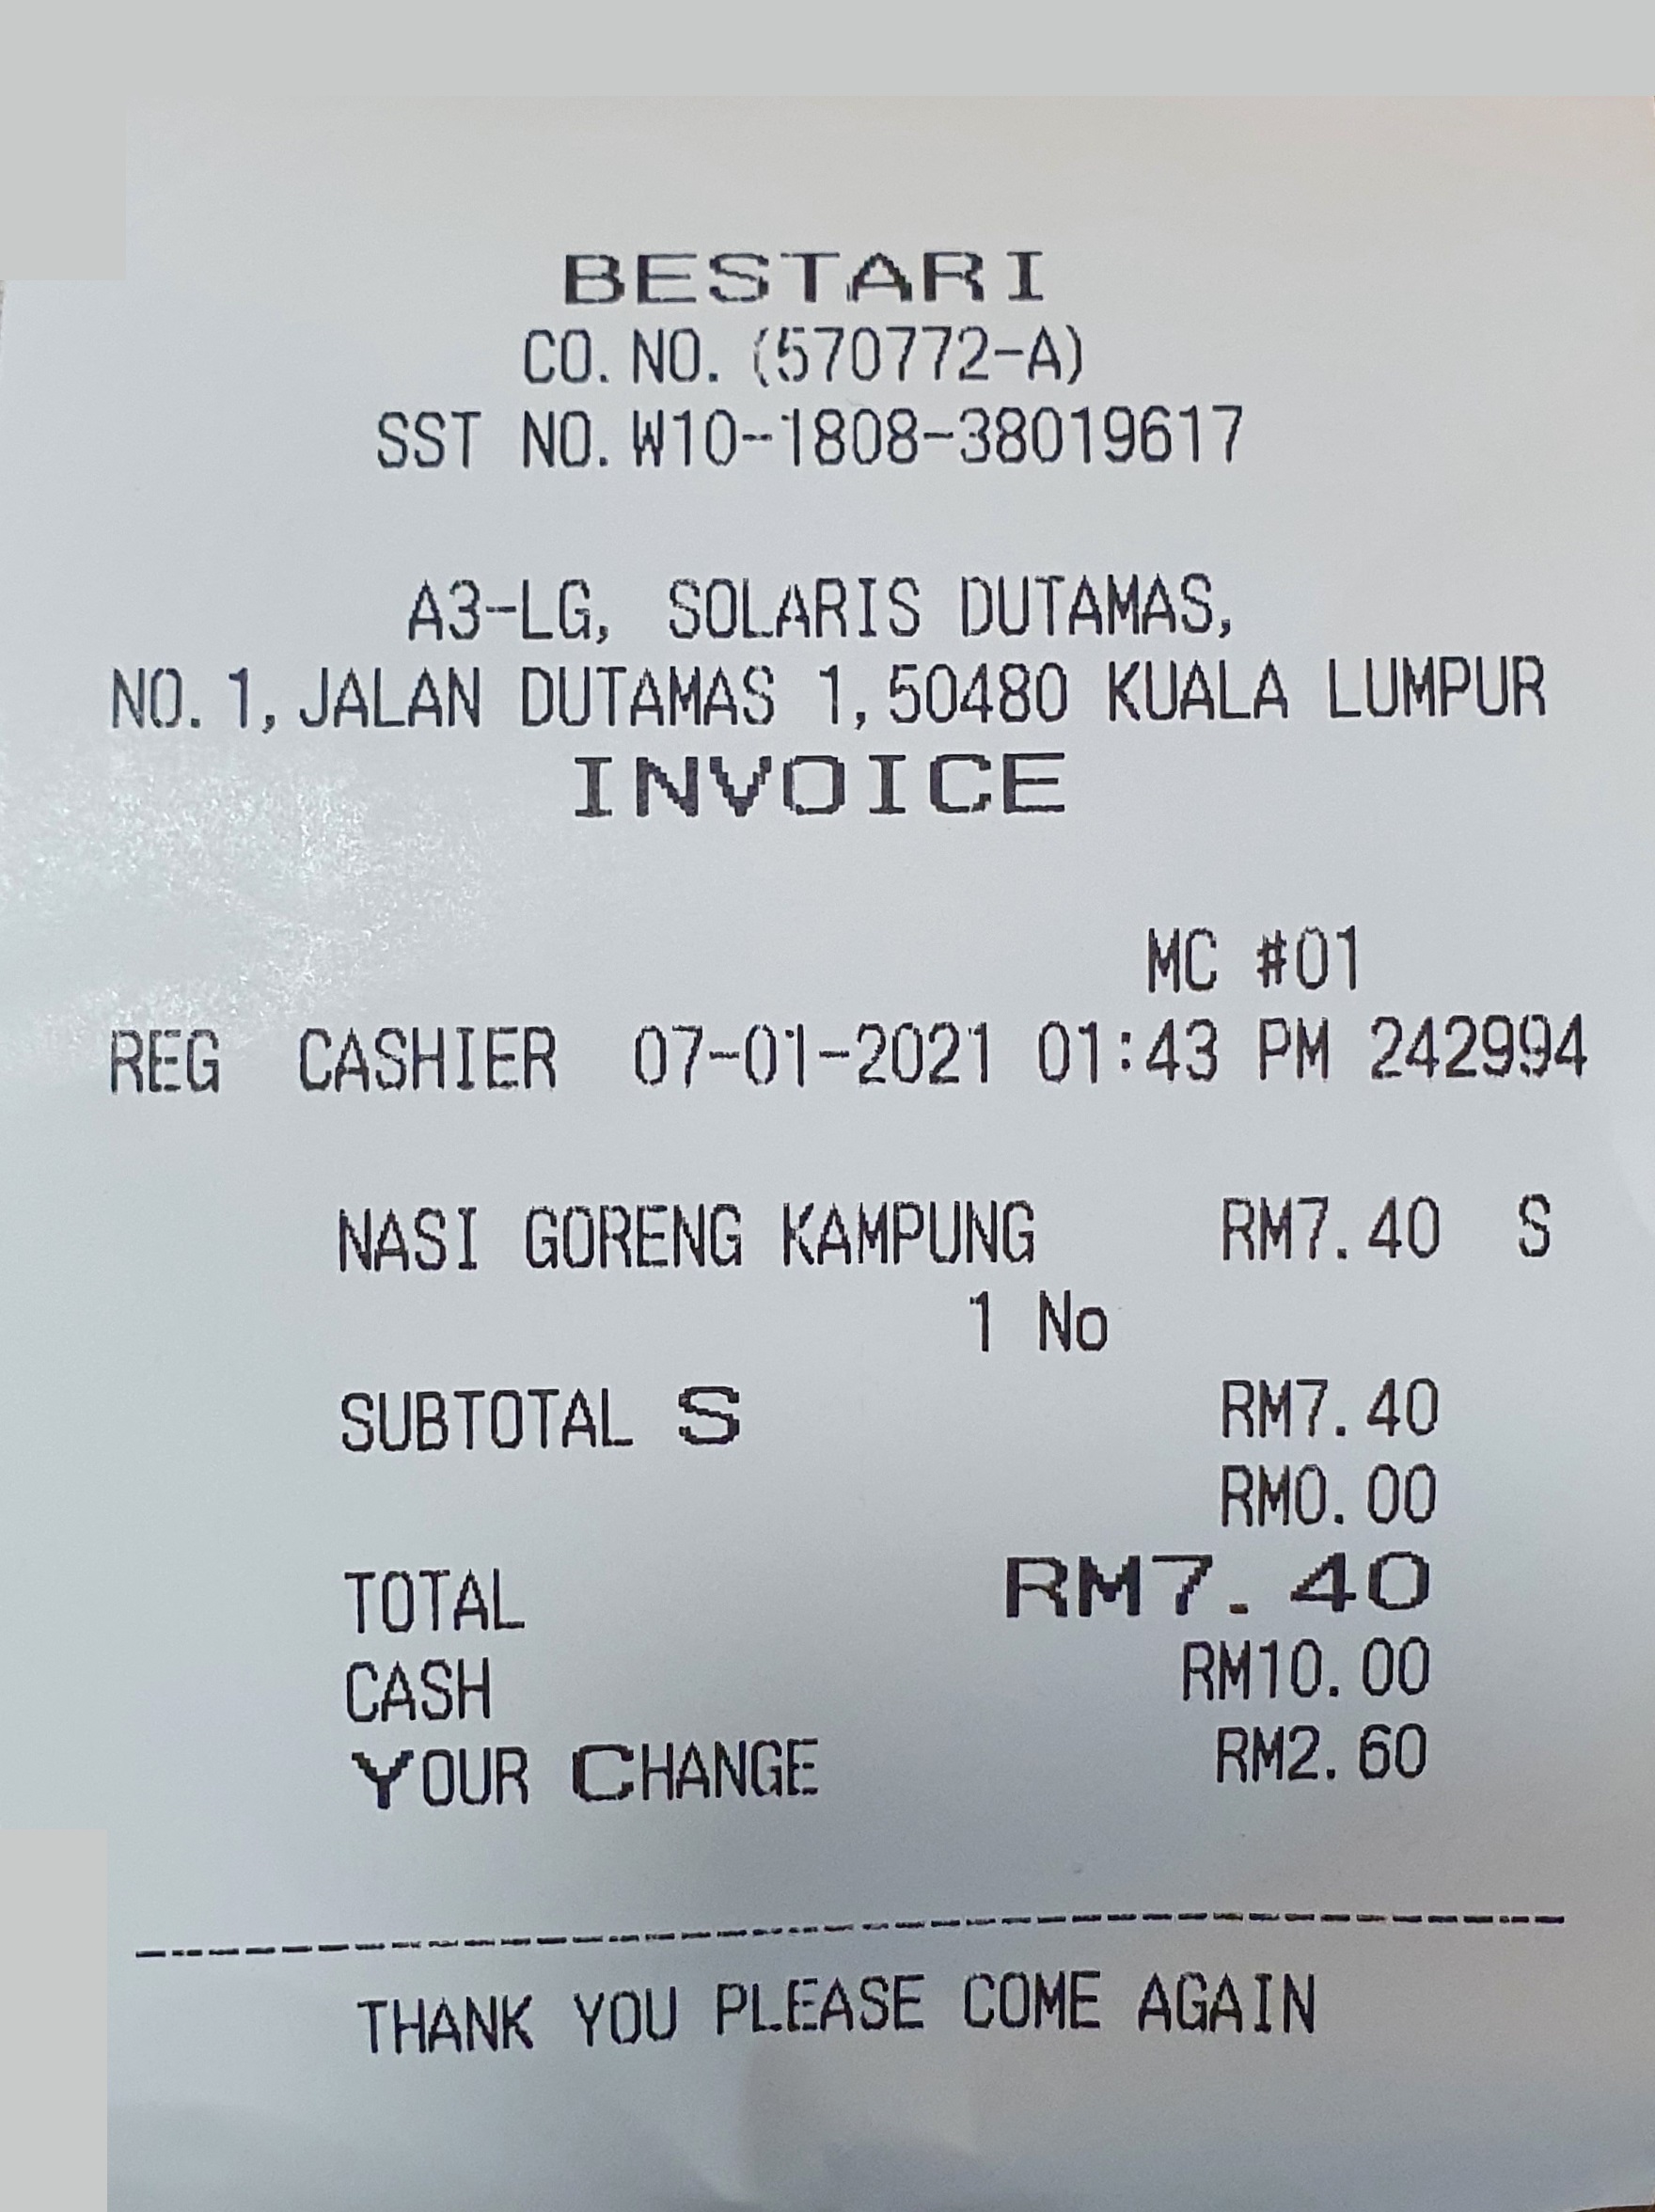 BESTARI
CO. NO. (570772-A)
SST NO. W10-1808-38019617
A3-LG, SOLARIS DUTAMAS,
NO. 1, JALAN DUTAMAS 1, 50480 KUALA LUMPUR
INVOICE
MC #01
REG CASHIER 07-01-2021 01:43 PM 242994
NASI GORENG KAMPUNG RM7.40 S
1 No
SUBTOTAL S RM7.40
RM0.00
TOTAL RM7.40
CASH RM10.00
YOUR CHANGE RM2.60
THANK YOU PLEASE COME AGAIN